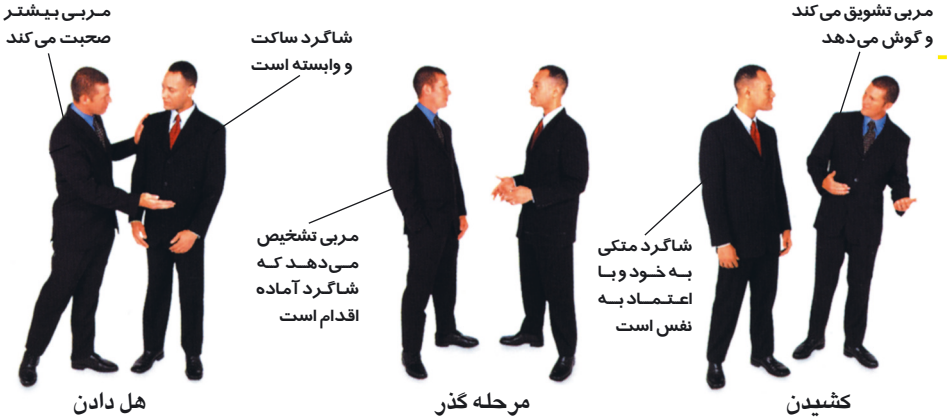 مربی تشویق می‌کند
و گوش می‌دهد
شاگرد متکی
به خود و با
اعتماد به
نفس است
کشیدن
مربی تشخیص
می‌دهد که
شاگرد آماده
اقدام است
مرحله گذر
شاگرد ساکت
و وابسته است
مربی بیشتر
صحبت می‌کند
هل دادن